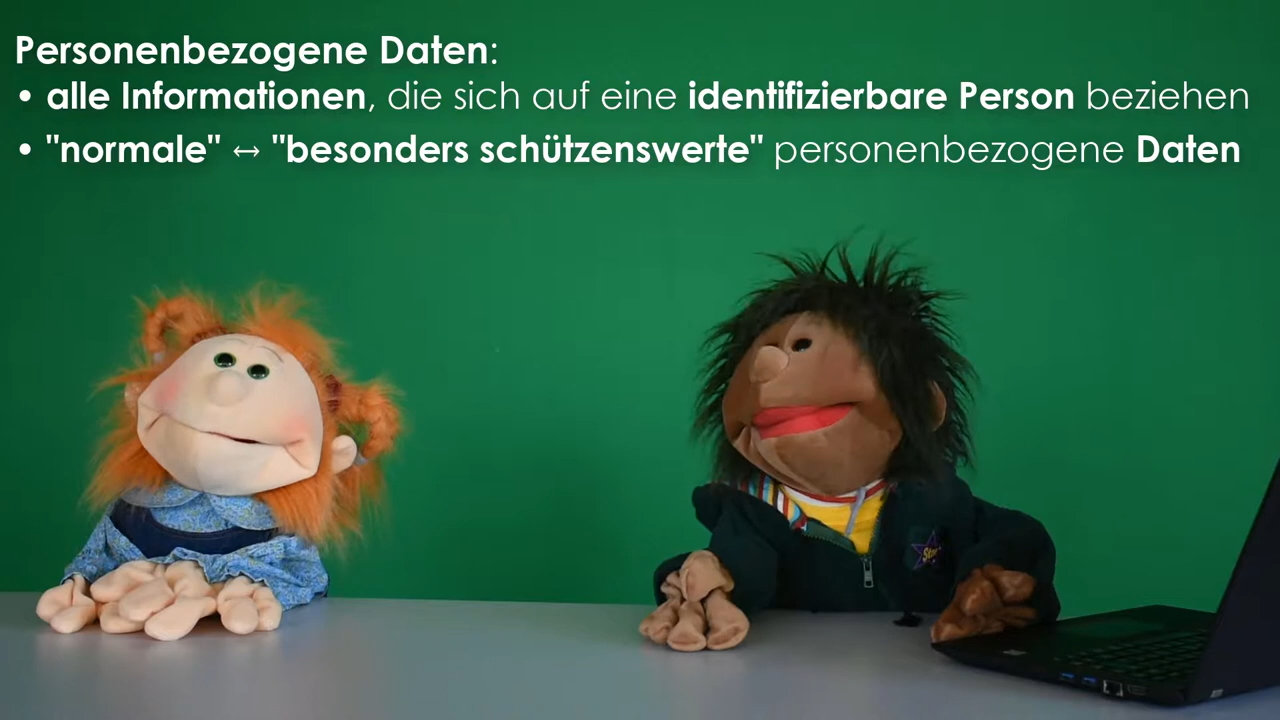 Personenbezogene Daten:
• alle Informationen, die sich auf eine identifizierbare Person beziehen
• "normale" ↔ "besonders schützenswerte" personenbezogene Daten